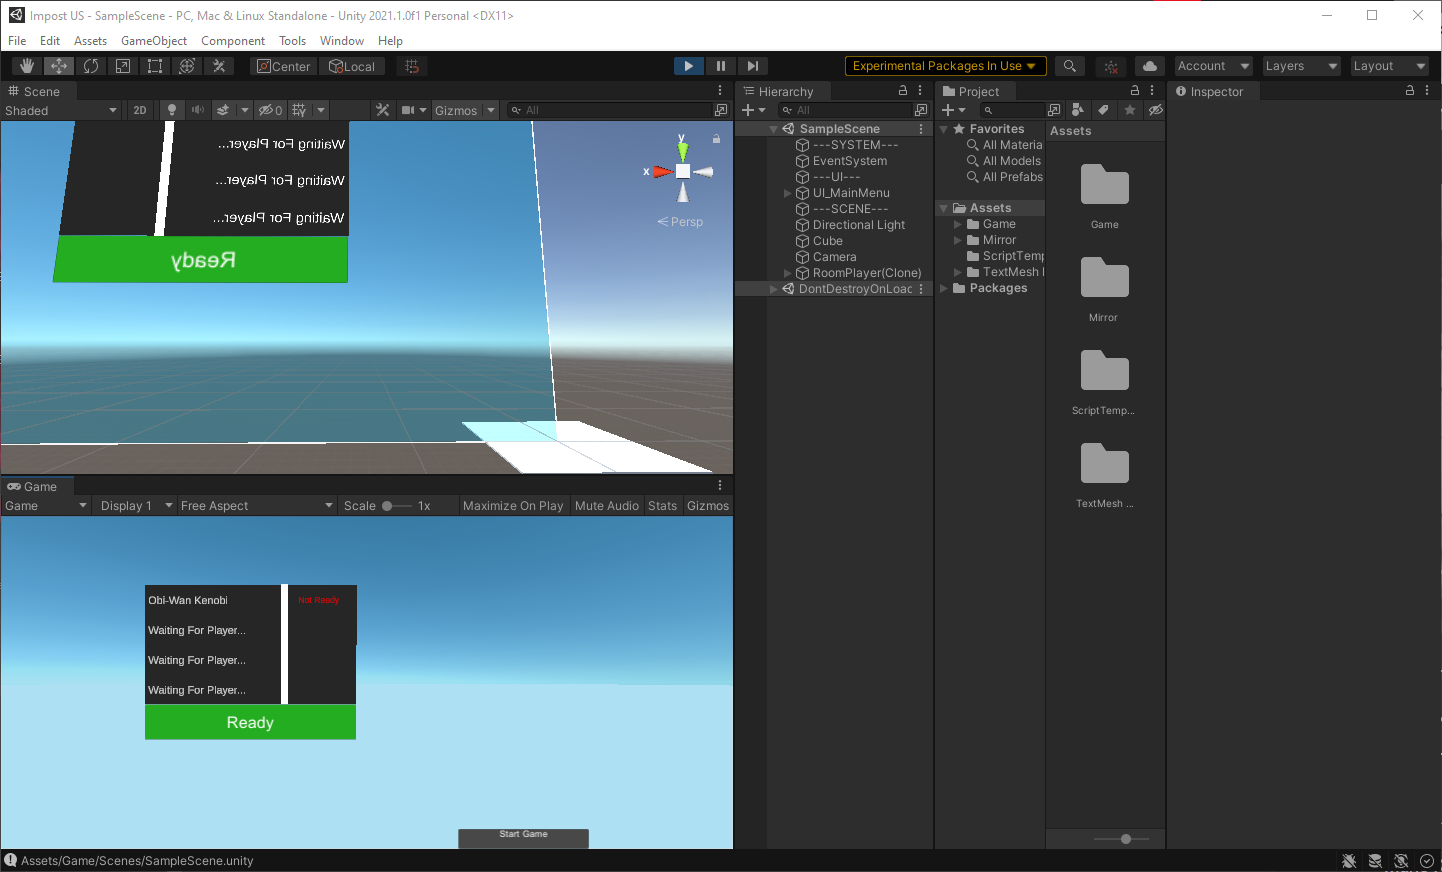 Impost US - SampleScene - PC, Mac & Linux Standalone - Unity 2021.1.0f1 Personal <DX11>
File Edit Assets GameObject Component Tools Window Help
Center Local Experimental Packages In Use Account Layers Layout
Scene
Shaded 2D 0 Gizmos All
Waiting For Player...
Waiting For Player...
Waiting For Player...
Ready
y
x
Persp
Game
Game Display 1 Free Aspect Scale 1x Maximize On Play Mute Audio Stats Gizmos
Obi-Wan Kenobi Not Ready
Waiting For Player...
Waiting For Player...
Waiting For Player...
Ready
Start Game
Hierarchy
All
SampleScene
---SYSTEM---
EventSystem
---UI---
UI_MainMenu
---SCENE---
Directional Light
Cube
Camera
RoomPlayer(Clone)
DontDestroyOnLoac
Project
Favorites
All Materia
All Models
All Prefabs
Assets
Game
Mirror
ScriptTemp
TextMesh
Packages
Assets
Game
Mirror
ScriptTemp...
TextMesh ...
Inspector
Assets/Game/Scenes/SampleScene.unity